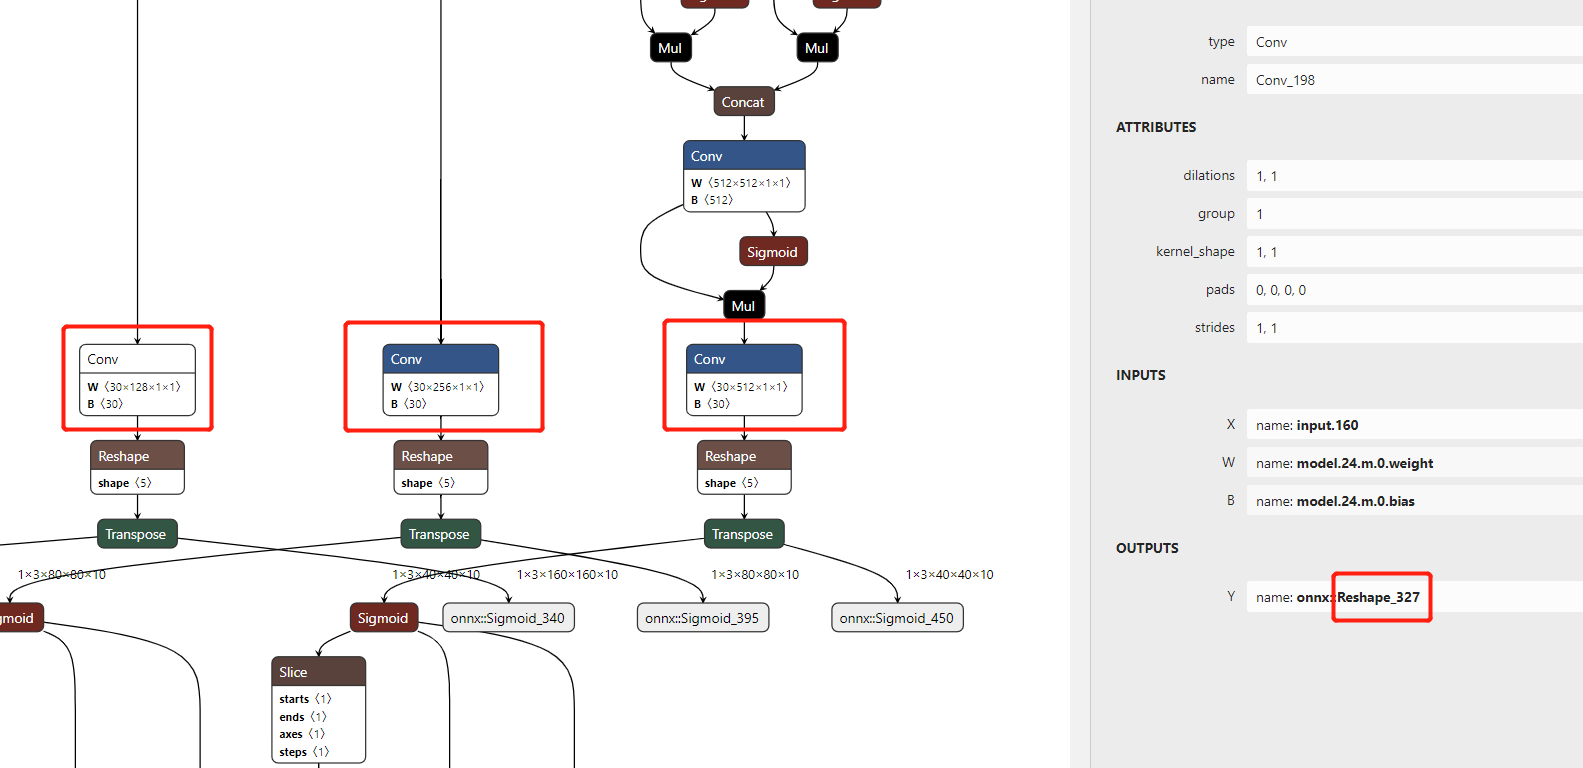 Mul
Mul
Concat
Conv
W 〈512×512×1×1〉
B 〈512〉
Sigmoid
Mul
Conv
W 〈30×128×1×1〉
B 〈30〉
Conv
W 〈30×256×1×1〉
B 〈30〉
Conv
W 〈30×512×1×1〉
B 〈30〉
Reshape
shape 〈5〉
Reshape
shape 〈5〉
Reshape
shape 〈5〉
Transpose
Transpose
Transpose
1×3×80×80×10
1×3×40×40×10
1×3×160×160×10
1×3×80×80×10
1×3×40×40×10
moid
Sigmoid
onnx::Sigmoid_340
onnx::Sigmoid_395
onnx::Sigmoid_450
Slice
starts 〈1〉
ends 〈1〉
axes 〈1〉
steps 〈1〉
type Conv
name Conv_198
ATTRIBUTES
dilations 1, 1
group 1
kernel_shape 1, 1
pads 0, 0, 0, 0
strides 1, 1
INPUTS
X name: input.160
W name: model.24.m.0.weight
B name: model.24.m.0.bias
OUTPUTS
Y name: onnx::Reshape_327